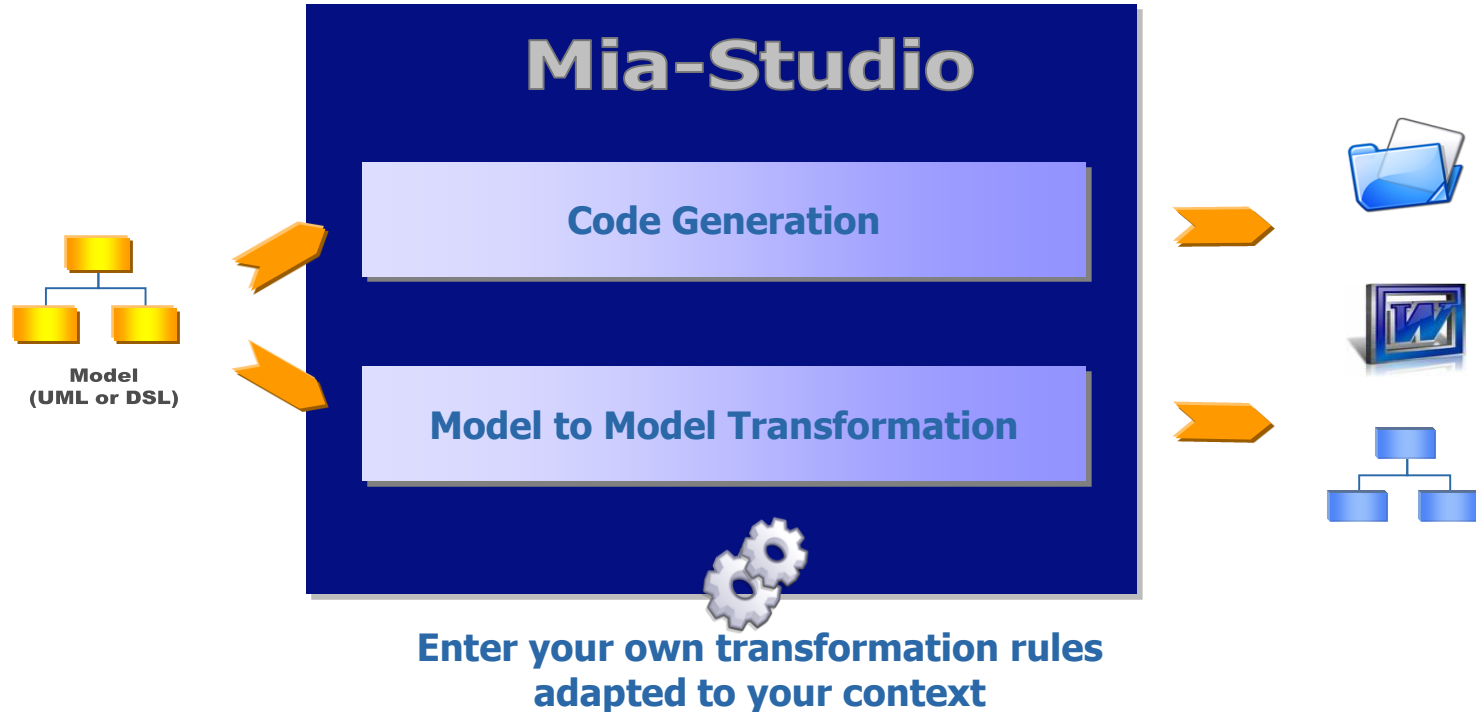 Mia-Studio
Code Generation
Model
(UML or DSL)
Model to Model Transformation
W
Enter your own transformation rules
adapted to your context